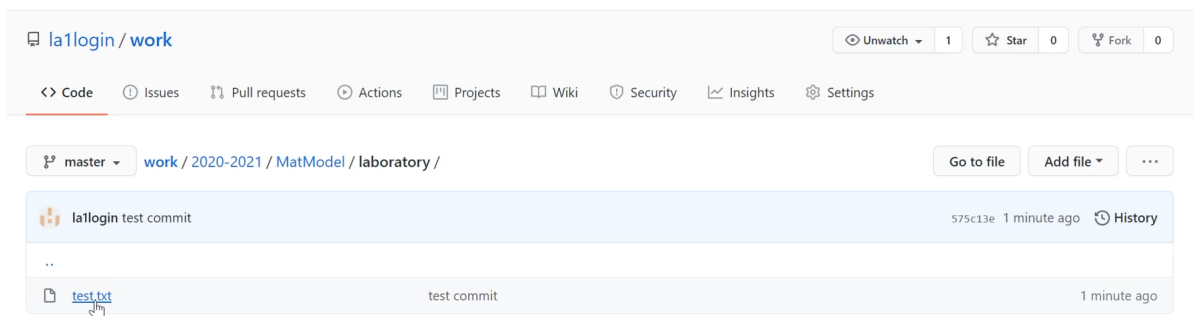 la1login / work
Unwatch 1 Star 0 Fork 0
Code Issues Pull requests Actions Projects Wiki Security Insights Settings
master work / 2020-2021 / MatModel / laboratory / Go to file Add file ...
la1login test commit 575c13e 1 minute ago History
..
test.txt test commit 1 minute ago